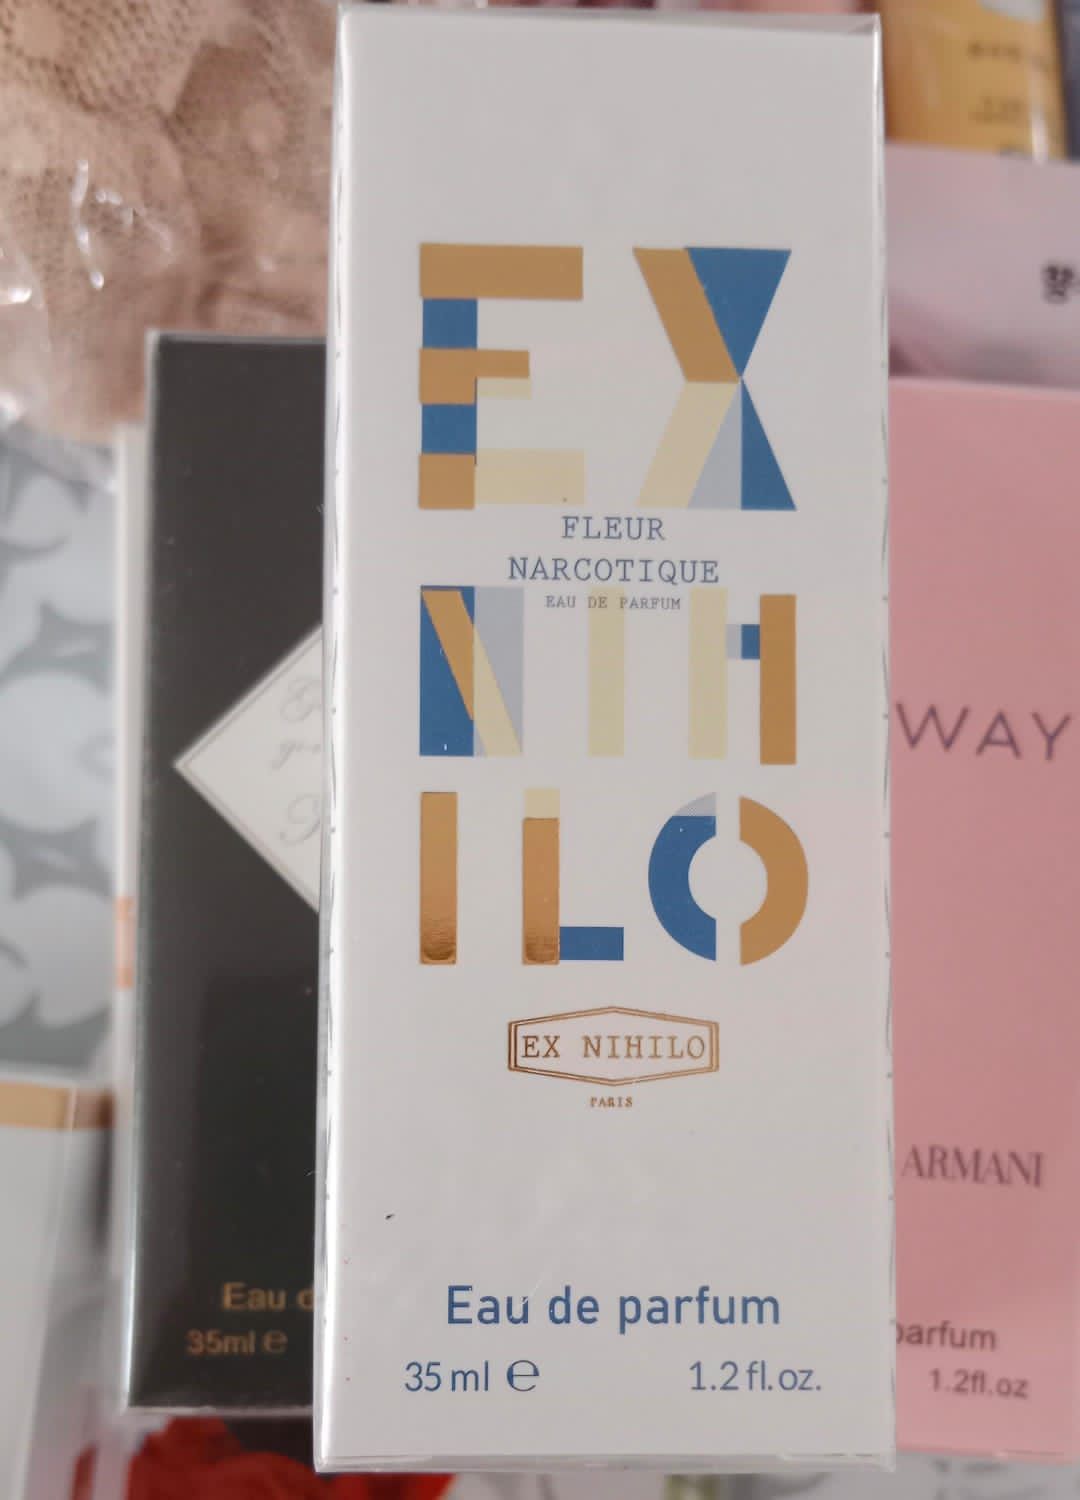 EX
FLEUR
NARCOTIQUE
EAU DE PARFUM
NIH
ILO
EX NIHILO
PARIS
Eau de parfum
35 ml ℮ 1.2 fl.oz.
Eau d
35ml ℮
WAY
ARMANI
parfum
1.2fl.oz